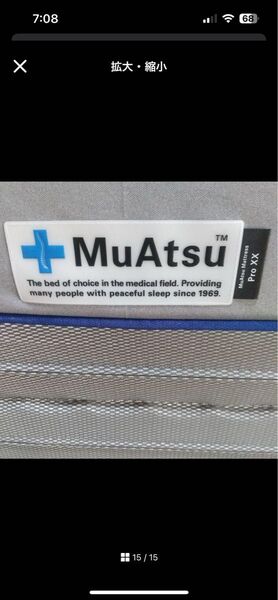 7:08
68
拡大・縮小
MuAtsu™
The bed of choice in the medical field. Providing
many people with peaceful sleep since 1969.
MuAtsu Mattress
Pro XX
15 / 15